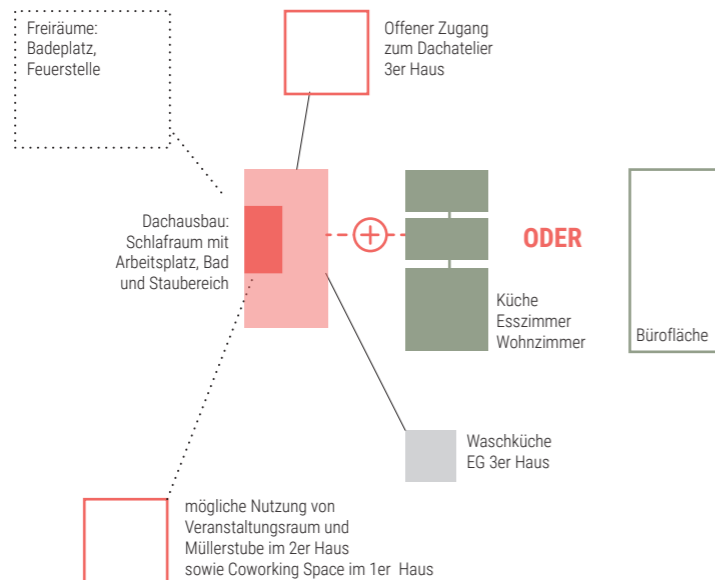 Freiräume:
Badeplatz,
Feuerstelle
Offener Zugang
zum Dachatelier
3er Haus
Dachausbau:
Schlafraum mit
Arbeitsplatz, Bad
und Staubereich
ODER
Küche
Esszimmer
Wohnzimmer
Bürofläche
Waschküche
EG 3er Haus
mögliche Nutzung von
Veranstaltungsraum und
Müllerstube im 2er Haus
sowie Coworking Space im 1er Haus